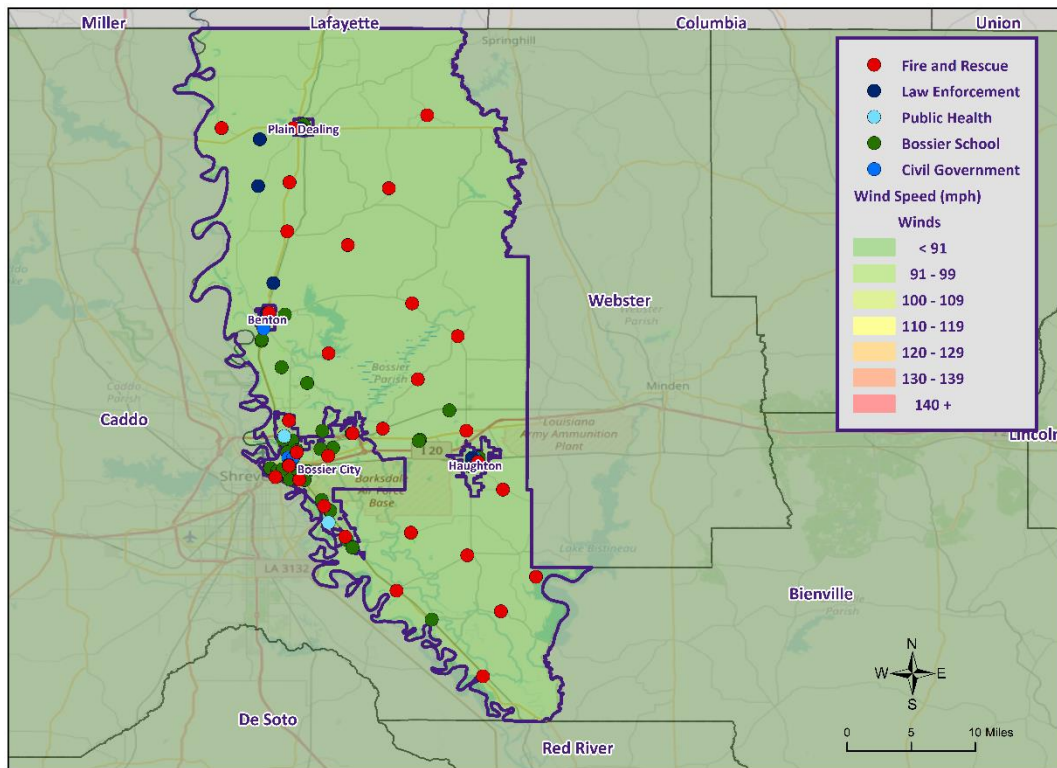 Miller
Lafayette
Columbia
Union
Springhill
Fire and Rescue
Law Enforcement
Public Health
Bossier School
Civil Government
Wind Speed (mph)
Winds
< 91
91 - 99
100 - 109
110 - 119
120 - 129
130 - 139
140 +
Plain Dealing
Webster
Benton
Bossier
Parish
Minden
Caddo
Louisiana
Army Ammunition
Plant
Lincoln
I 20
Bossier City
Haughton
Barksdale
Air Force
Base
Lake Bistineau
LA 3132
Bienville
N
W
E
S
De Soto
Red River
0
5
10 Miles